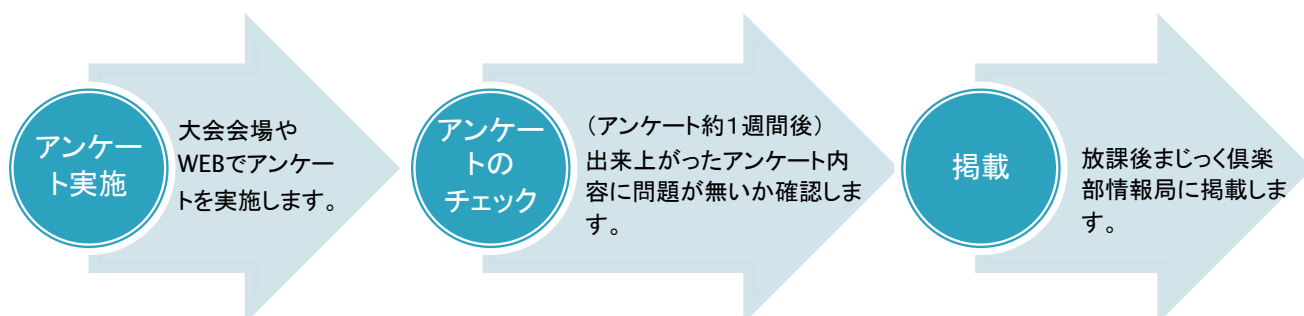 アンケー
ト実施
大会会場や
WEBでアンケー
トを実施します。
アンケー
トの
チェック
（アンケート約１週間後）
出来上がったアンケート内
容に問題が無いか確認しま
す。
掲載
放課後まじっく倶楽
部情報局に掲載しま
す。